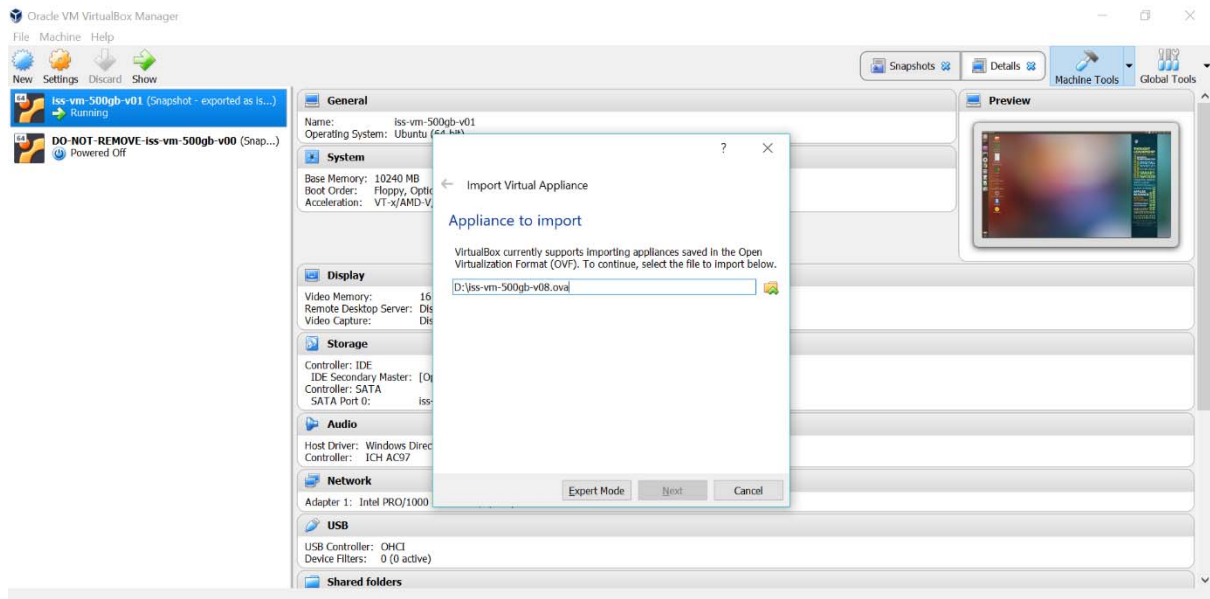 Oracle VM VirtualBox Manager
File Machine Help
New Settings Discard Show
Snapshots Details Machine Tools Global Tools
iss-vm-500gb-v01 (Snapshot - exported as is...)
Running
DO-NOT-REMOVE-iss-vm-500gb-v00 (Snap...)
Powered Off
General
Name: iss-vm-500gb-v01
Operating System: Ubuntu (64-bit)
System
Base Memory: 10240 MB
Boot Order: Floppy, Optic
Acceleration: VT-x/AMD-V,
Display
Video Memory: 16
Remote Desktop Server: Dis
Video Capture: Dis
Storage
Controller: IDE
IDE Secondary Master: [Op
Controller: SATA
SATA Port 0: iss-
Audio
Host Driver: Windows Direc
Controller: ICH AC97
Network
Adapter 1: Intel PRO/1000
USB
USB Controller: OHCI
Device Filters: 0 (0 active)
Shared folders
Preview
? ×
Import Virtual Appliance
Appliance to import
VirtualBox currently supports importing appliances saved in the Open
Virtualization Format (OVF). To continue, select the file to import below.
D:\iss-vm-500gb-v08.ova
Expert Mode Next Cancel